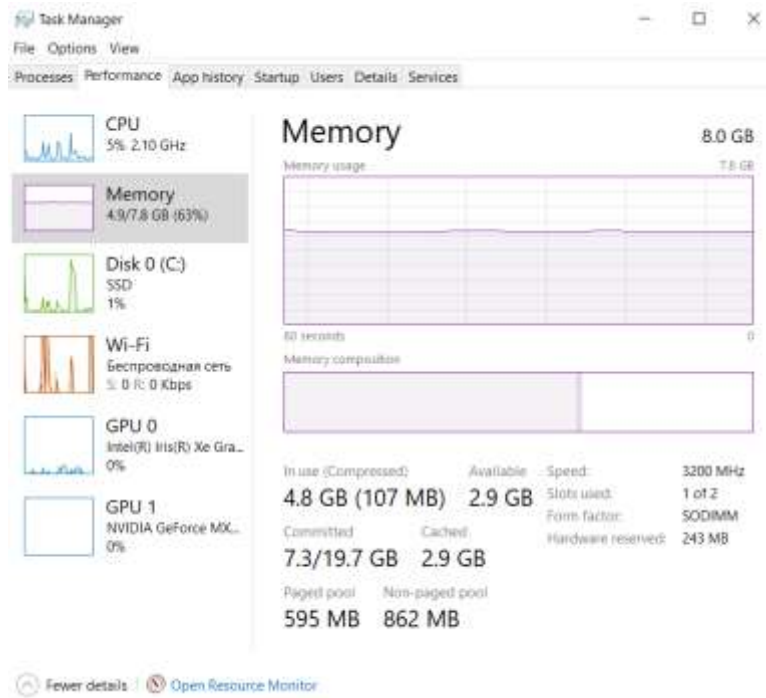 Task Manager
File Options View
Processes Performance App history Startup Users Details Services
CPU
5% 2.10 GHz
Memory
4.9/7.8 GB (63%)
Disk 0 (C:)
SSD
1%
Wi-Fi
Беспроводная сеть
S: 0 R: 0 Kbps
GPU 0
Intel(R) Iris(R) Xe Gra...
0%
GPU 1
NVIDIA GeForce MX...
0%
Memory 8.0 GB
Memory usage 7.8 GB
60 seconds 0
Memory composition
In use (Compressed) Available
4.8 GB (107 MB) 2.9 GB
Committed Cached
7.3/19.7 GB 2.9 GB
Paged pool Non-paged pool
595 MB 862 MB
Speed: 3200 MHz
Slots used: 1 of 2
Form factor: SODIMM
Hardware reserved: 243 MB
Fewer details Open Resource Monitor